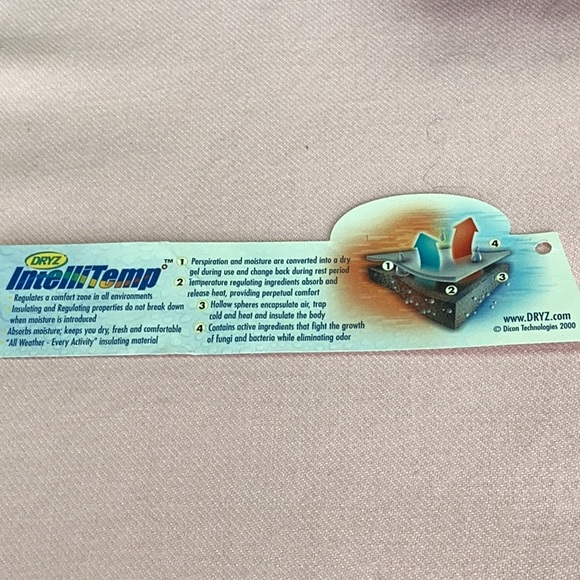 DRYZ
IntelliTemp™
Regulates a comfort zone in all environments
Insulating and Regulating properties do not break down
when moisture is introduced
Absorbs moisture; keeps you dry, fresh and comfortable
"All Weather - Every Activity" insulating material
1 Perspiration and moisture are converted into a dry
gel during use and change back during rest period
2 Temperature regulating ingredients absorb and
release heat, providing perpetual comfort
3 Hollow spheres encapsulate air, trap
cold and heat and insulate the body
4 Contains active ingredients that fight the growth
of fungi and bacteria while eliminating odor
4
1
3
2
www.DRYZ.com
© Dicon Technologies 2000